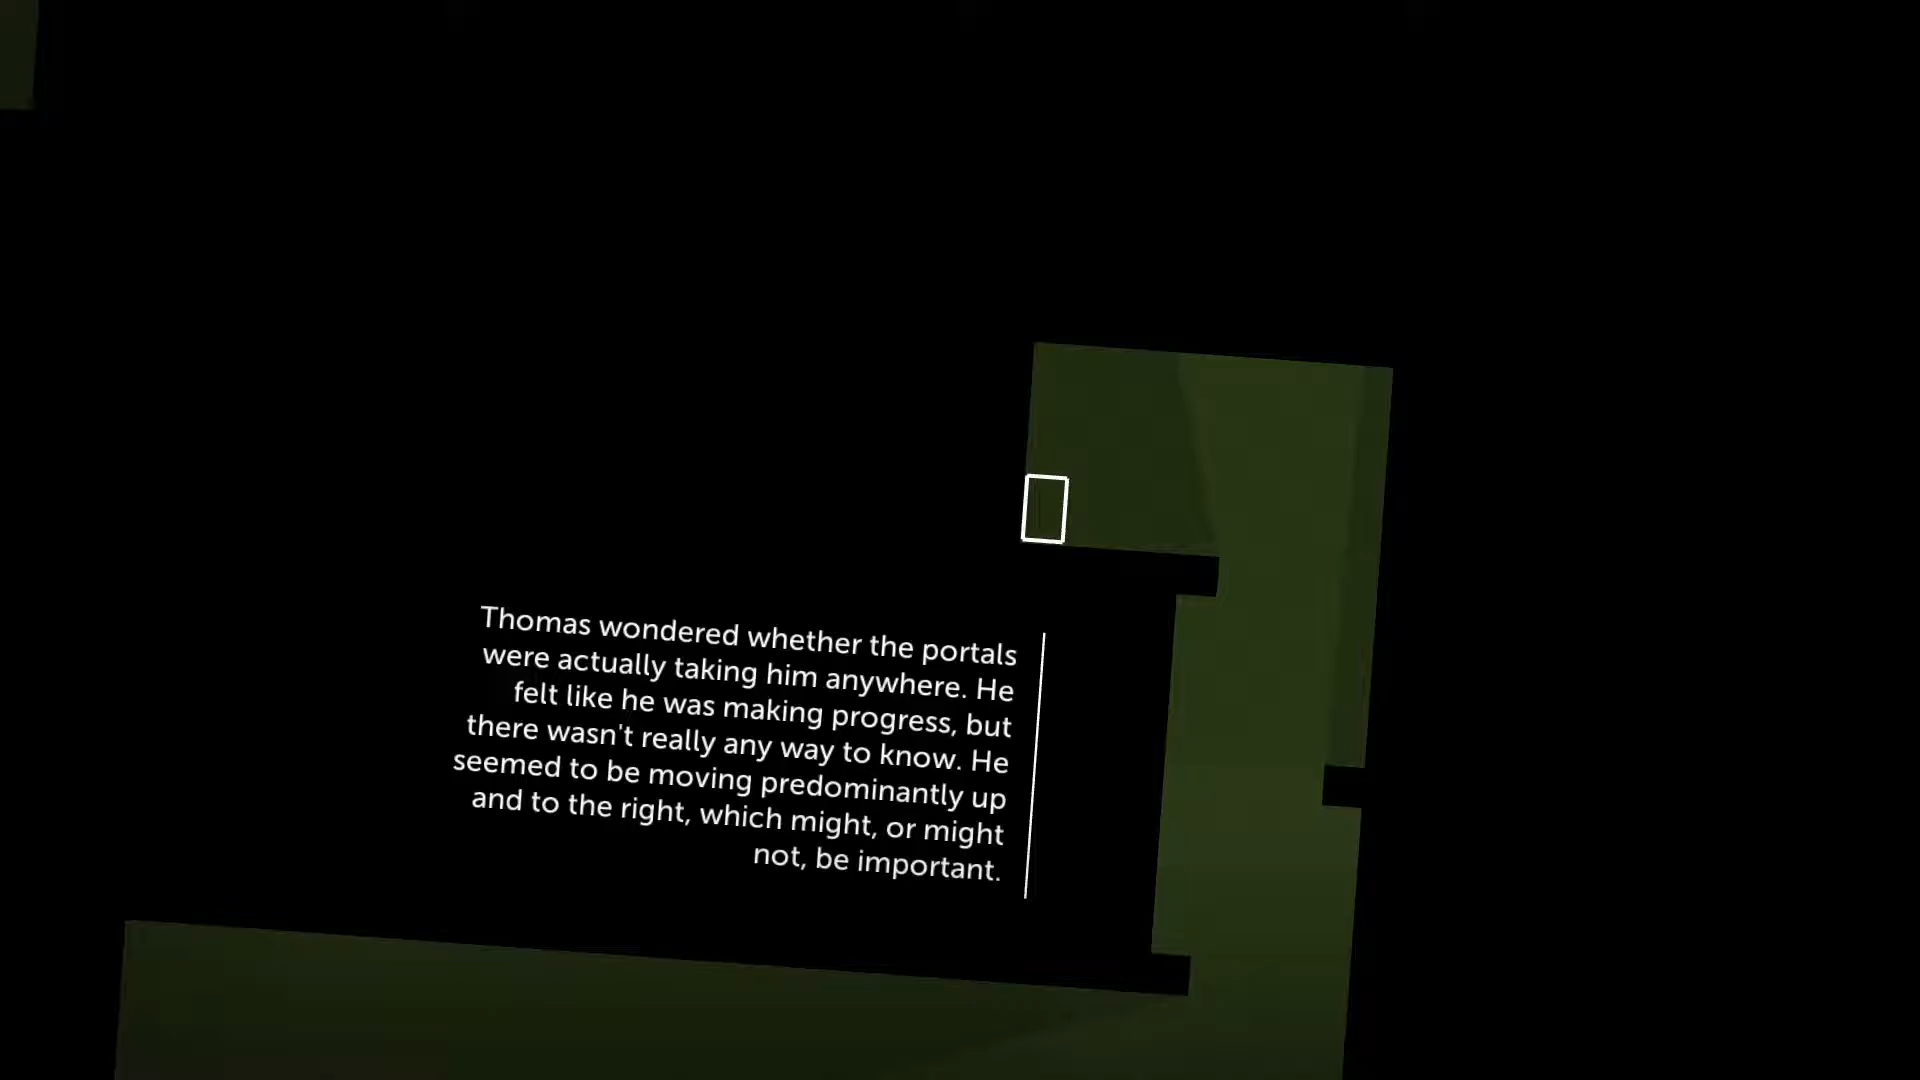 Thomas wondered whether the portals
were actually taking him anywhere. He
felt like he was making progress, but
there wasn't really any way to know. He
seemed to be moving predominantly up
and to the right, which might, or might
not, be important.